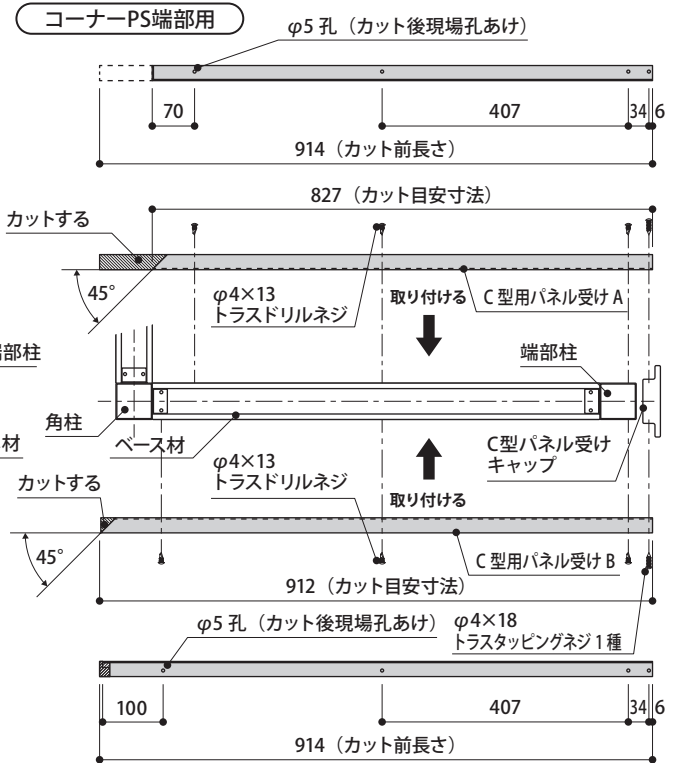 コーナーPS端部用
φ5 孔（カット後現場孔あけ）
70
407
34
6
914（カット前長さ）
827（カット目安寸法）
カットする
45°
φ4×13
トラスドリルネジ
取り付ける
C 型用パネル受け A
部柱
端部柱
角柱
材
ベース材
C型パネル受け
キャップ
φ4×13
トラスドリルネジ
取り付ける
カットする
45°
C 型用パネル受け B
912（カット目安寸法）
φ5 孔（カット後現場孔あけ）
φ4×18
トラスタッピングネジ 1 種
100
407
34
6
914（カット前長さ）